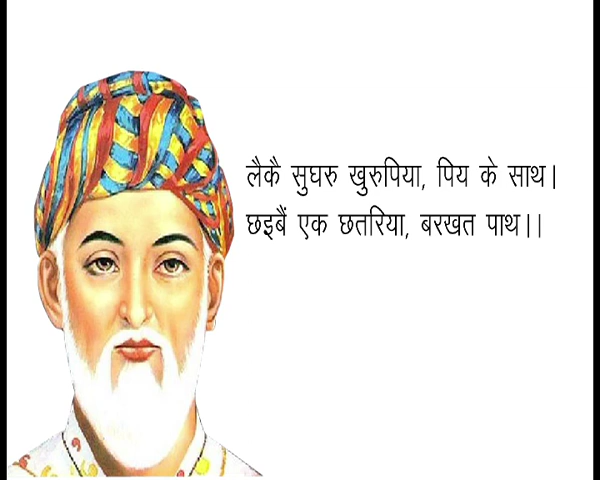 लैकै सुघरु खुरुपिया, पिय के साथ।
छइबैं एक छतरिया, बरखत पाथ।।